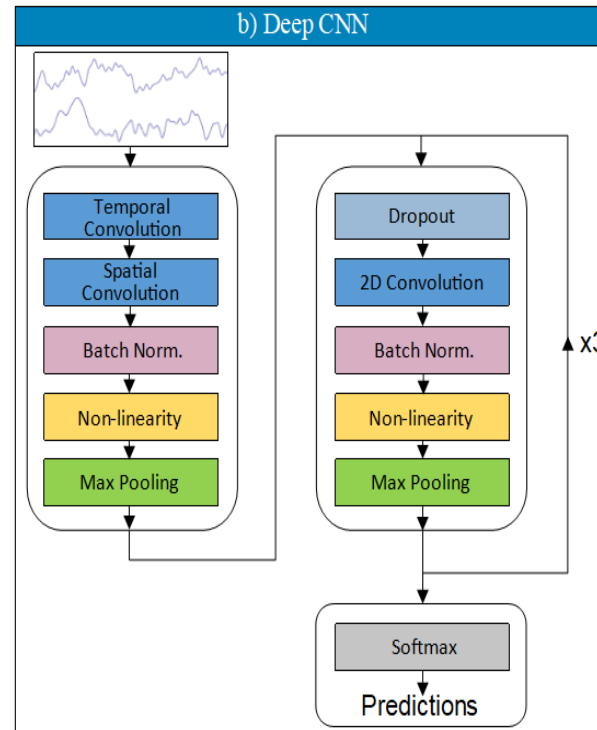 b) Deep CNN
Temporal
Convolution
Spatial
Convolution
Batch Norm.
Non-linearity
Max Pooling
Dropout
2D Convolution
Batch Norm.
Non-linearity
Max Pooling
x3
Softmax
Predictions